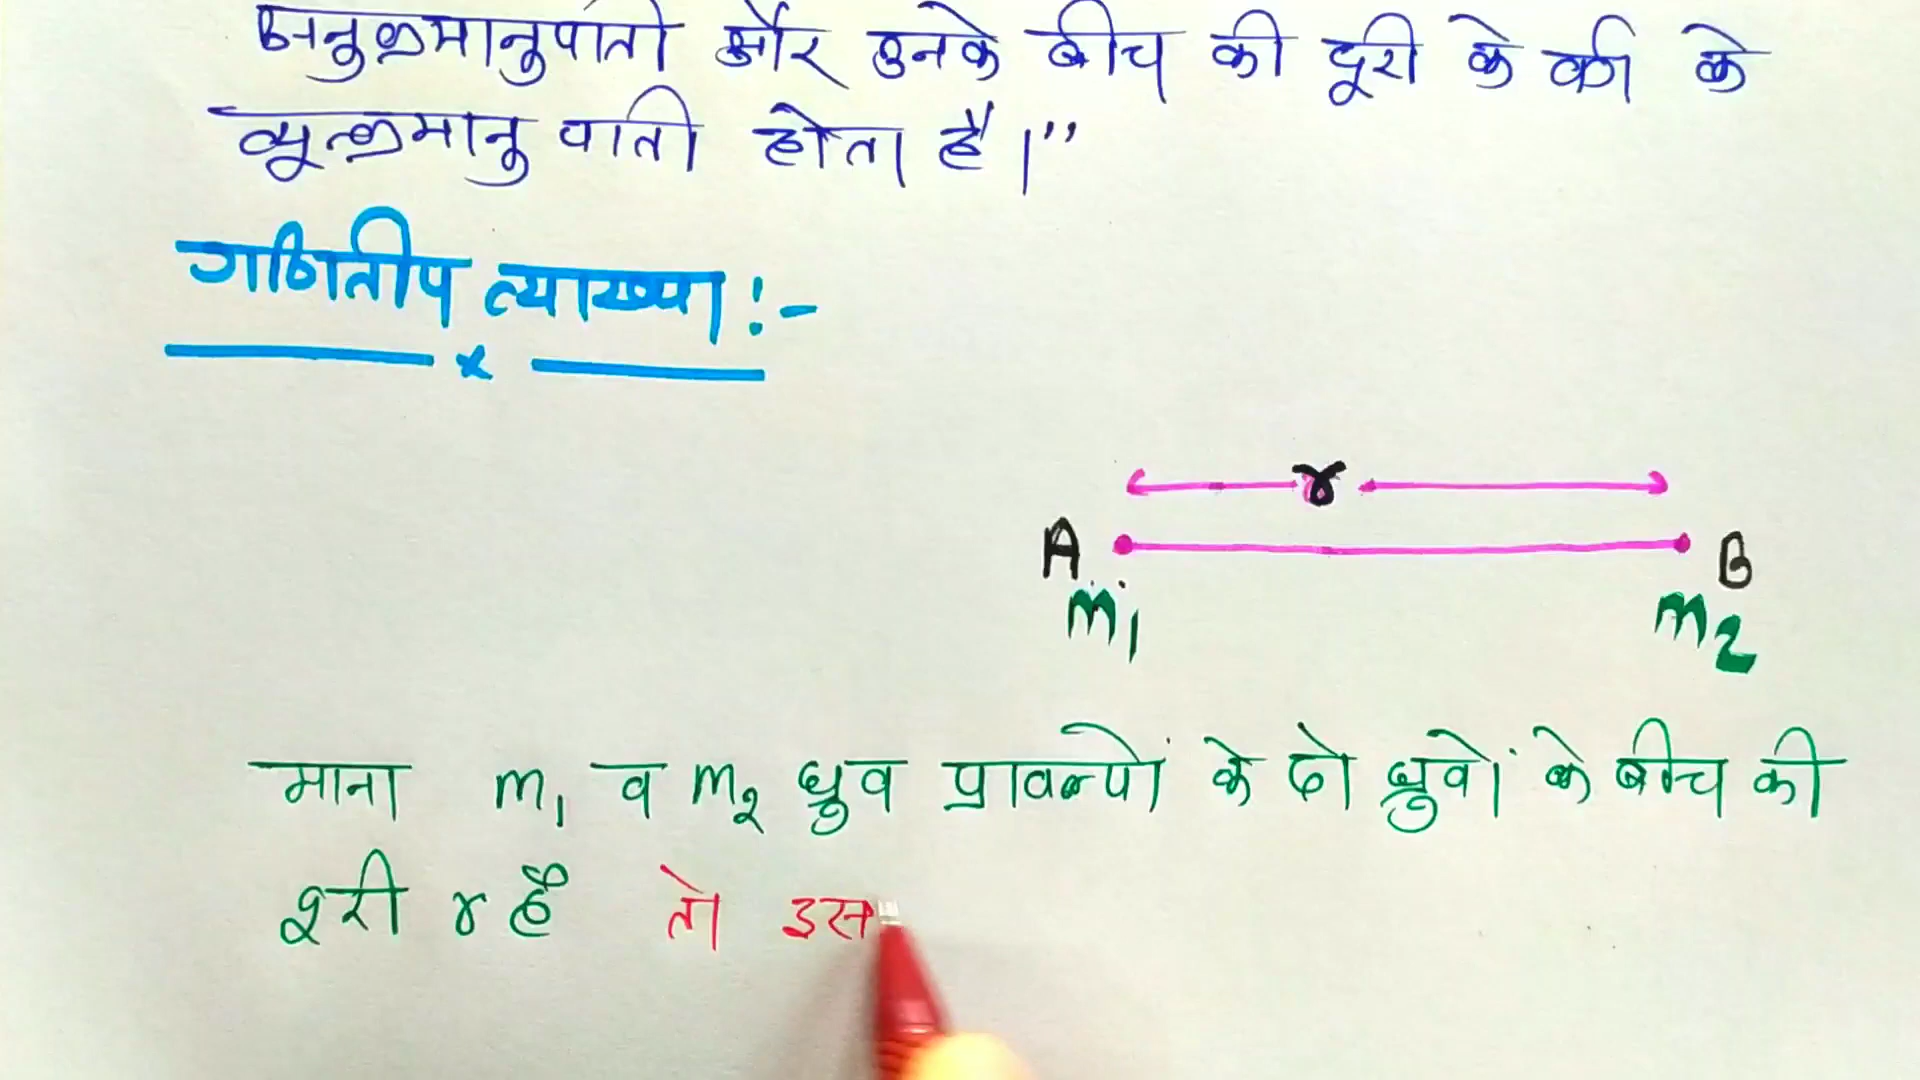 अनुक्रमानुपाती और उनके बीच की दूरी के वर्ग के
व्युत्क्रमानुपाती होता है।”
गणितीय व्याख्या :-
x
r
A B
m1 m2
माना m1 व m2 ध्रुव प्राबल्यों के दो ध्रुवों के बीच की
दूरी r है तो इस